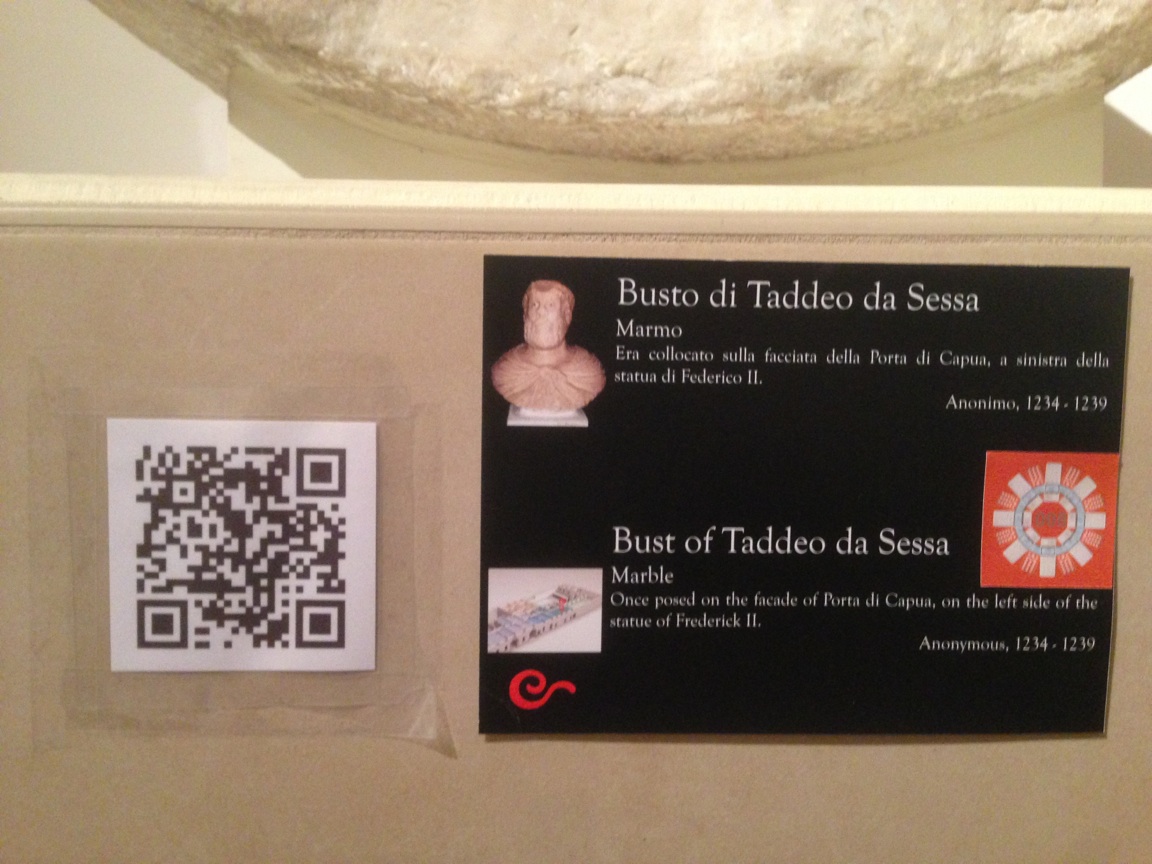 Busto di Taddeo da Sessa
Marmo
Era collocato sulla facciata della Porta di Capua, a sinistra della
statua di Federico II.
Anonimo, 1234 - 1239
Bust of Taddeo da Sessa
Marble
Once posed on the facade of Porta di Capua, on the left side of the
statue of Frederick II.
Anonymous, 1234 - 1239